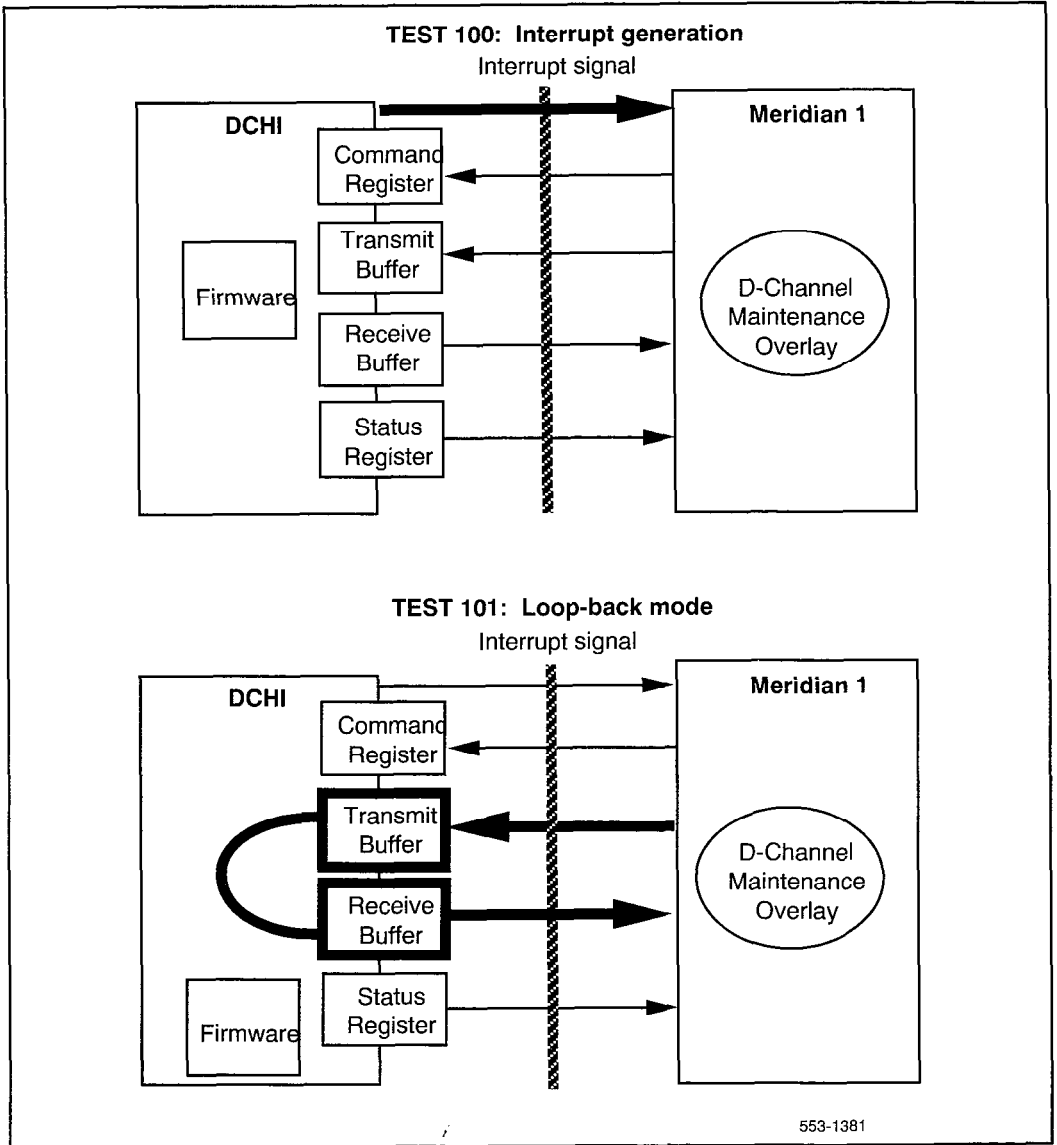 TEST 100: Interrupt generation
Interrupt signal
DCHI
Meridian 1
Command
Register
Transmit
Buffer
Firmware
D-Channel
Maintenance
Overlay
Receive
Buffer
Status
Register
TEST 101: Loop-back mode
Interrupt signal
DCHI
Meridian 1
Command
Register
Transmit
Buffer
D-Channel
Maintenance
Overlay
Receive
Buffer
Status
Register
Firmware
553-1381